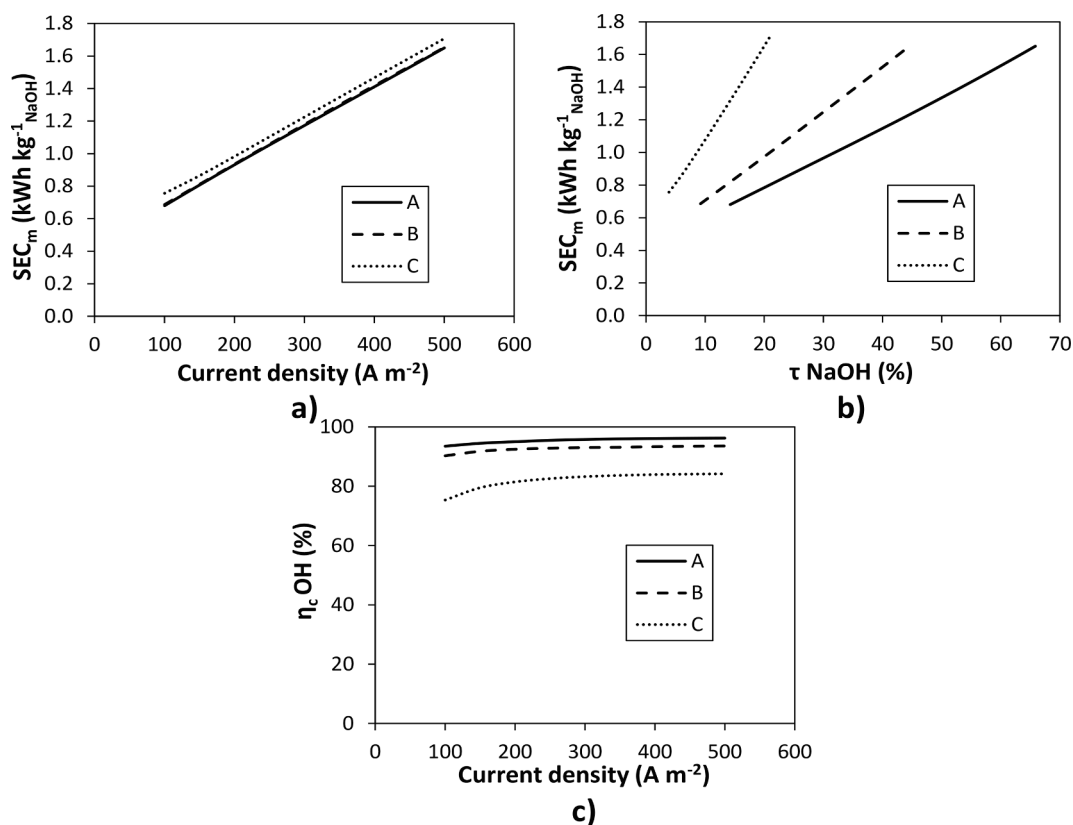 SECₘ (kWh kg⁻¹NaOH)
1.8
1.6
1.4
1.2
1.0
0.8
0.6
0.4
0.2
0.0
A
B
C
0 100 200 300 400 500 600
Current density (A m⁻²)
a)
SECₘ (kWh kg⁻¹NaOH)
1.8
1.6
1.4
1.2
1.0
0.8
0.6
0.4
0.2
0.0
A
B
C
0 10 20 30 40 50 60 70
τ NaOH (%)
b)
η꜀ OH (%)
100
80
60
40
20
0
A
B
C
0 100 200 300 400 500 600
Current density (A m⁻²)
c)